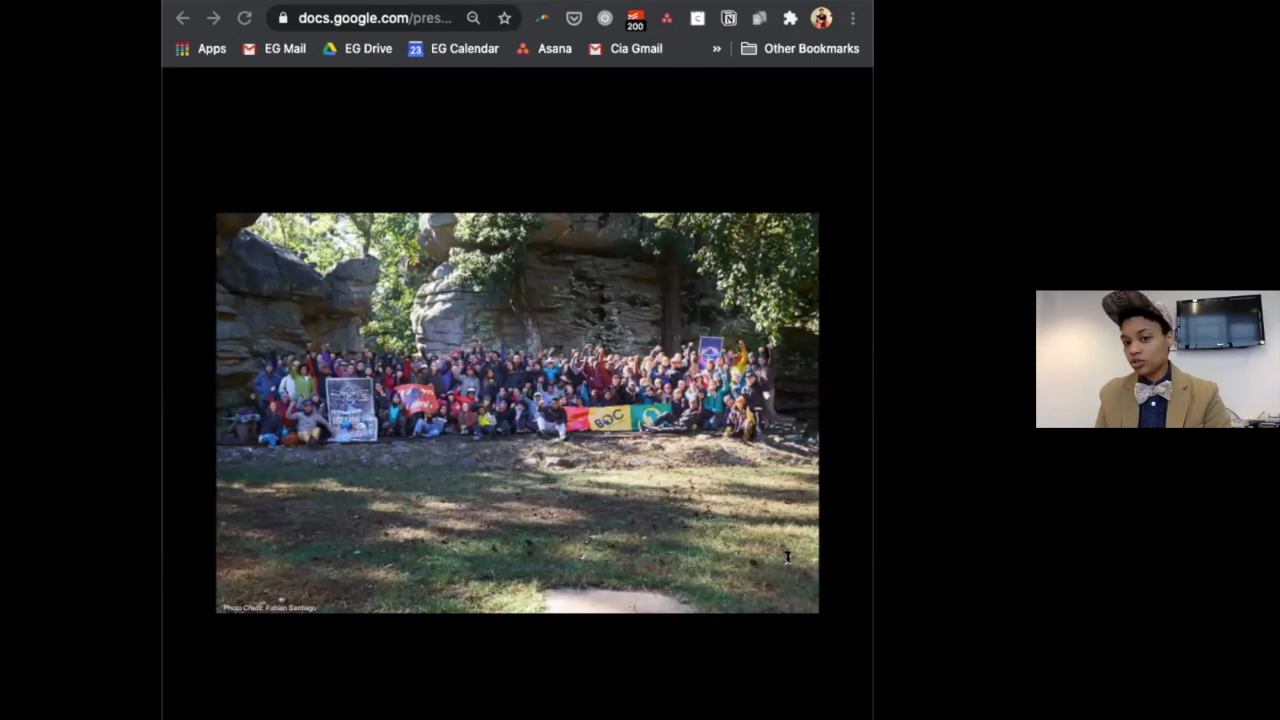 docs.google.com/pres...
200
Apps
EG Mail
EG Drive
23
EG Calendar
Asana
Cia Gmail
»
Other Bookmarks
BOC
Photo Credit: Fabian Santiago